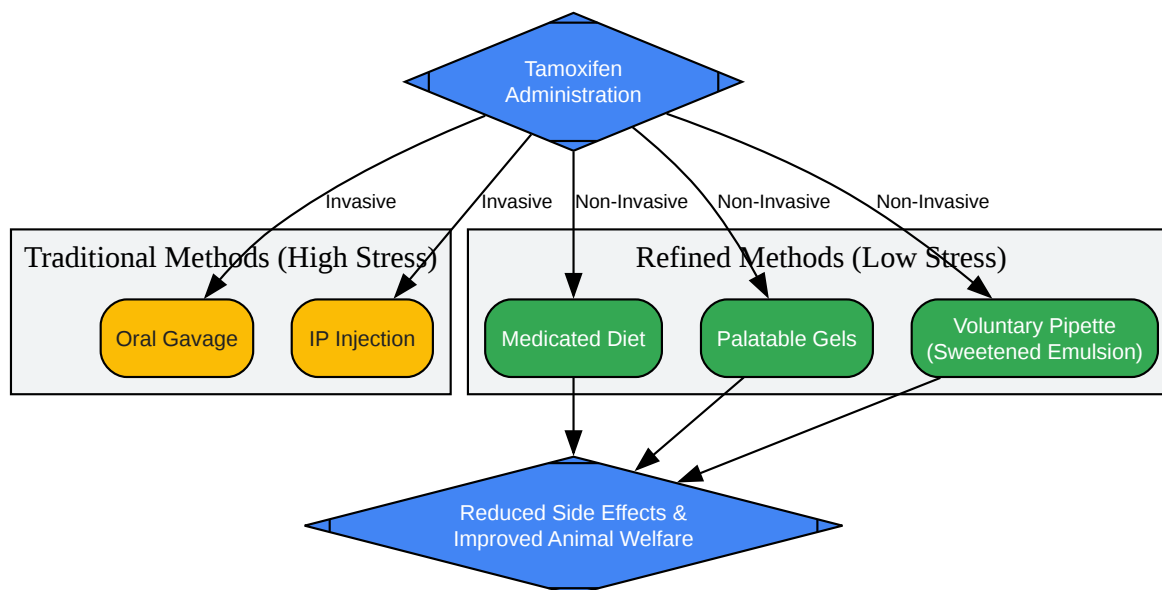 Tamoxifen
Administration
Invasive
Invasive
Non-Invasive
Non-Invasive
Non-Invasive
Traditional Methods (High Stress)
Refined Methods (Low Stress)
Oral Gavage
IP Injection
Medicated Diet
Palatable Gels
Voluntary Pipette
(Sweetened Emulsion)
Reduced Side Effects &
Improved Animal Welfare